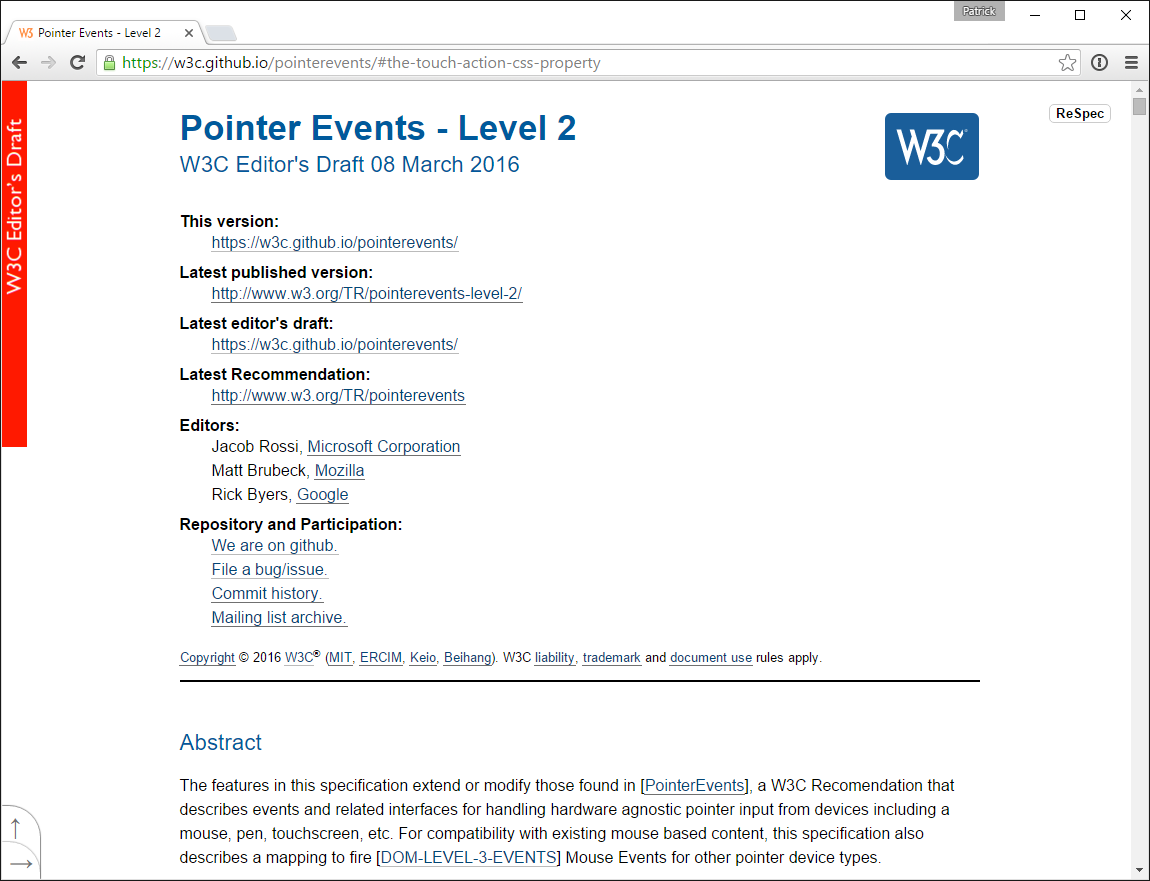 Patrick
W3 Pointer Events - Level 2
https://w3c.github.io/pointerevents/#the-touch-action-css-property
W3C Editor's Draft
ReSpec
Pointer Events - Level 2
W3C
W3C Editor's Draft 08 March 2016
This version:
https://w3c.github.io/pointerevents/
Latest published version:
http://www.w3.org/TR/pointerevents-level-2/
Latest editor's draft:
https://w3c.github.io/pointerevents/
Latest Recommendation:
http://www.w3.org/TR/pointerevents
Editors:
Jacob Rossi, Microsoft Corporation
Matt Brubeck, Mozilla
Rick Byers, Google
Repository and Participation:
We are on github.
File a bug/issue.
Commit history.
Mailing list archive.
Copyright © 2016 W3C® (MIT, ERCIM, Keio, Beihang). W3C liability, trademark and document use rules apply.
Abstract
The features in this specification extend or modify those found in [PointerEvents], a W3C Recomendation that
describes events and related interfaces for handling hardware agnostic pointer input from devices including a
mouse, pen, touchscreen, etc. For compatibility with existing mouse based content, this specification also
describes a mapping to fire [DOM-LEVEL-3-EVENTS] Mouse Events for other pointer device types.